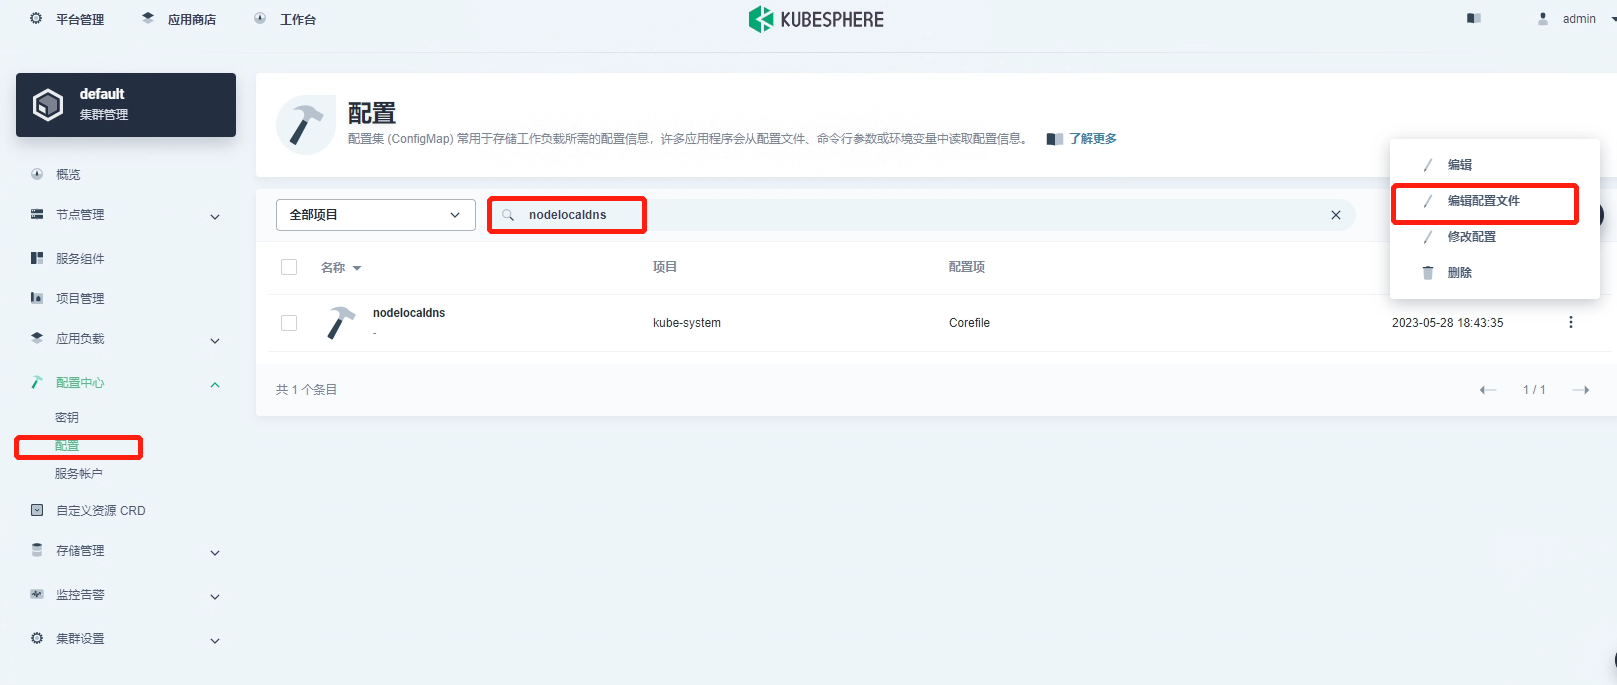 平台管理 应用商店 工作台 KUBESPHERE admin
default
集群管理
概览
节点管理
服务组件
项目管理
应用负载
配置中心
密钥
配置
服务帐户
自定义资源 CRD
存储管理
监控告警
集群设置
配置
配置集 (ConfigMap) 常用于存储工作负载所需的配置信息，许多应用程序会从配置文件、命令行参数或环境变量中读取配置信息。 了解更多
全部项目 nodelocaldns
编辑
编辑配置文件
修改配置
删除
名称 项目 配置项
nodelocaldns kube-system Corefile 2023-05-28 18:43:35
-
共 1 个条目 1 / 1